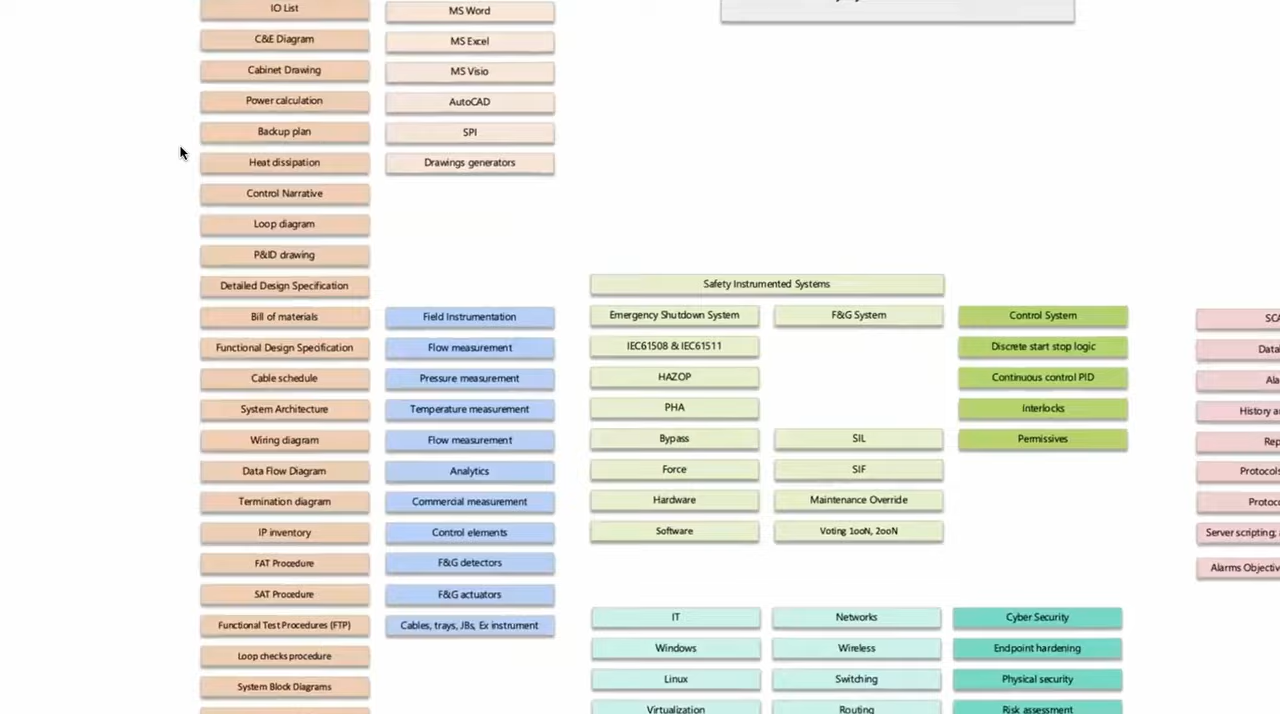 IO List
C&E Diagram
Cabinet Drawing
Power calculation
Backup plan
Heat dissipation
Control Narrative
Loop diagram
P&ID drawing
Detailed Design Specification
Bill of materials
Functional Design Specification
Cable schedule
System Architecture
Wiring diagram
Data Flow Diagram
Termination diagram
IP inventory
FAT Procedure
SAT Procedure
Functional Test Procedures (FTP)
Loop checks procedure
System Block Diagrams
MS Word
MS Excel
MS Visio
AutoCAD
SPI
Drawings generators
Field Instrumentation
Flow measurement
Pressure measurement
Temperature measurement
Flow measurement
Analytics
Commercial measurement
Control elements
F&G detectors
F&G actuators
Cables, trays, JBs, Ex instrument
Safety Instrumented Systems
Emergency Shutdown System
IEC61508 & IEC61511
HAZOP
PHA
Bypass
Force
Hardware
Software
F&G System
SIL
SIF
Maintenance Override
Voting 1ooN, 2ooN
Control System
Discrete start stop logic
Continuous control PID
Interlocks
Permissives
IT
Windows
Linux
Virtualization
Networks
Wireless
Switching
Routing
Cyber Security
Endpoint hardening
Physical security
Risk assessment
History
Protocols
Server scripting,
Alarms